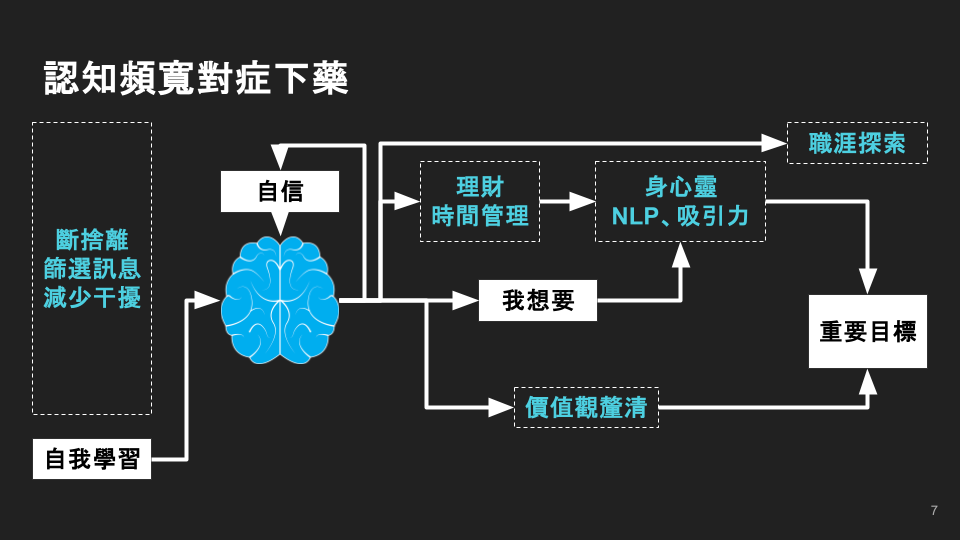 認知頻寬對症下藥
斷捨離
篩選訊息
減少干擾
自我學習
自信
理財
時間管理
身心靈
NLP、吸引力
職涯探索
我想要
重要目標
價值觀釐清
7